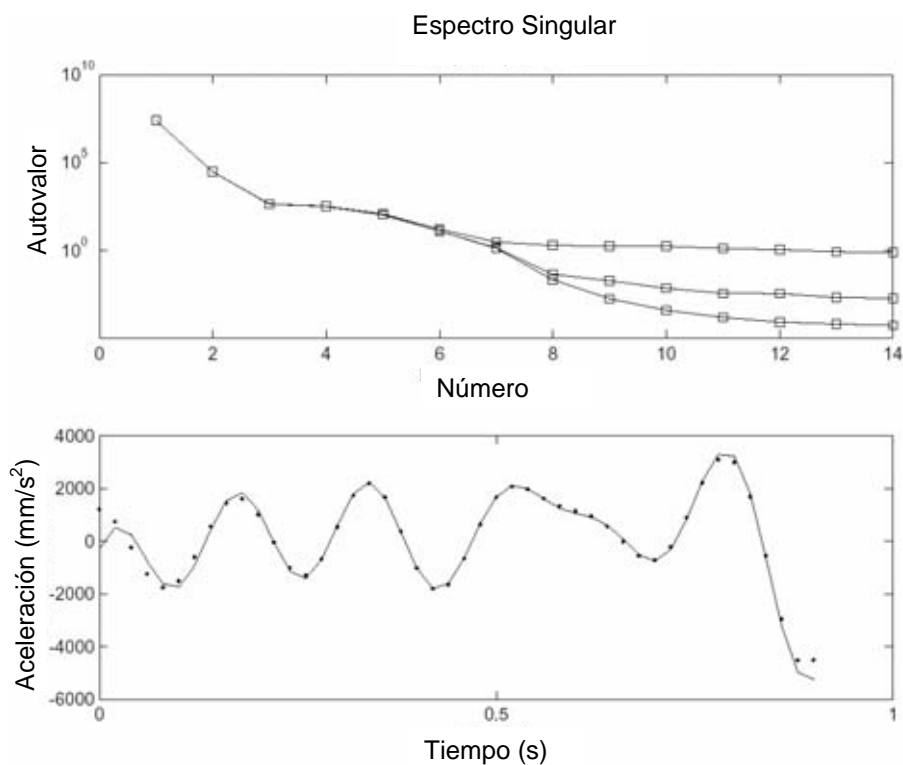 Espectro Singular
10^10
10^5
10^0
Autovalor
0 2 4 6 8 10 12 14
Número
4000
2000
0
-2000
-4000
-6000
Aceleración (mm/s²)
0 0.5 1
Tiempo (s)